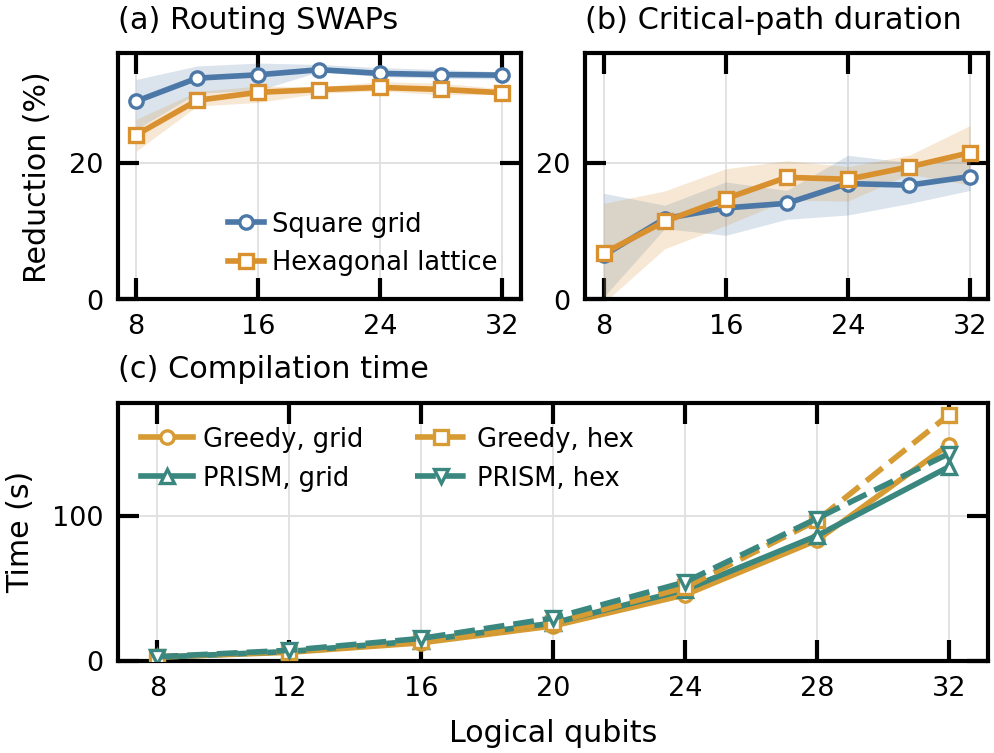 (a) Routing SWAPs
(b) Critical-path duration
Reduction (%)
20
0
8
16
24
32
Square grid
Hexagonal lattice
20
0
8
16
24
32
(c) Compilation time
Time (s)
100
0
Greedy, grid
PRISM, grid
Greedy, hex
PRISM, hex
8
12
16
20
24
28
32
Logical qubits